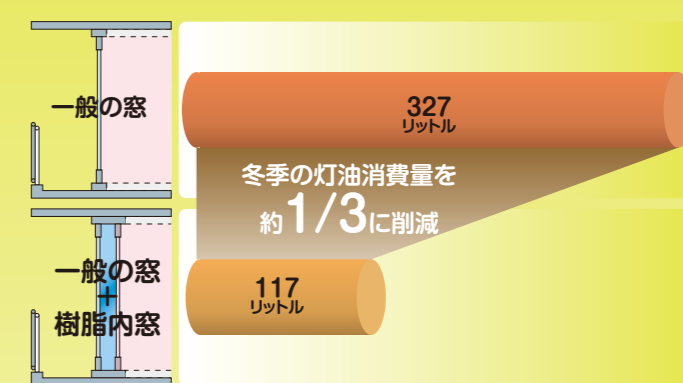 一般の窓
327
リットル
冬季の灯油消費量を
約1/3に削減
一般の窓
+
樹脂内窓
117
リットル